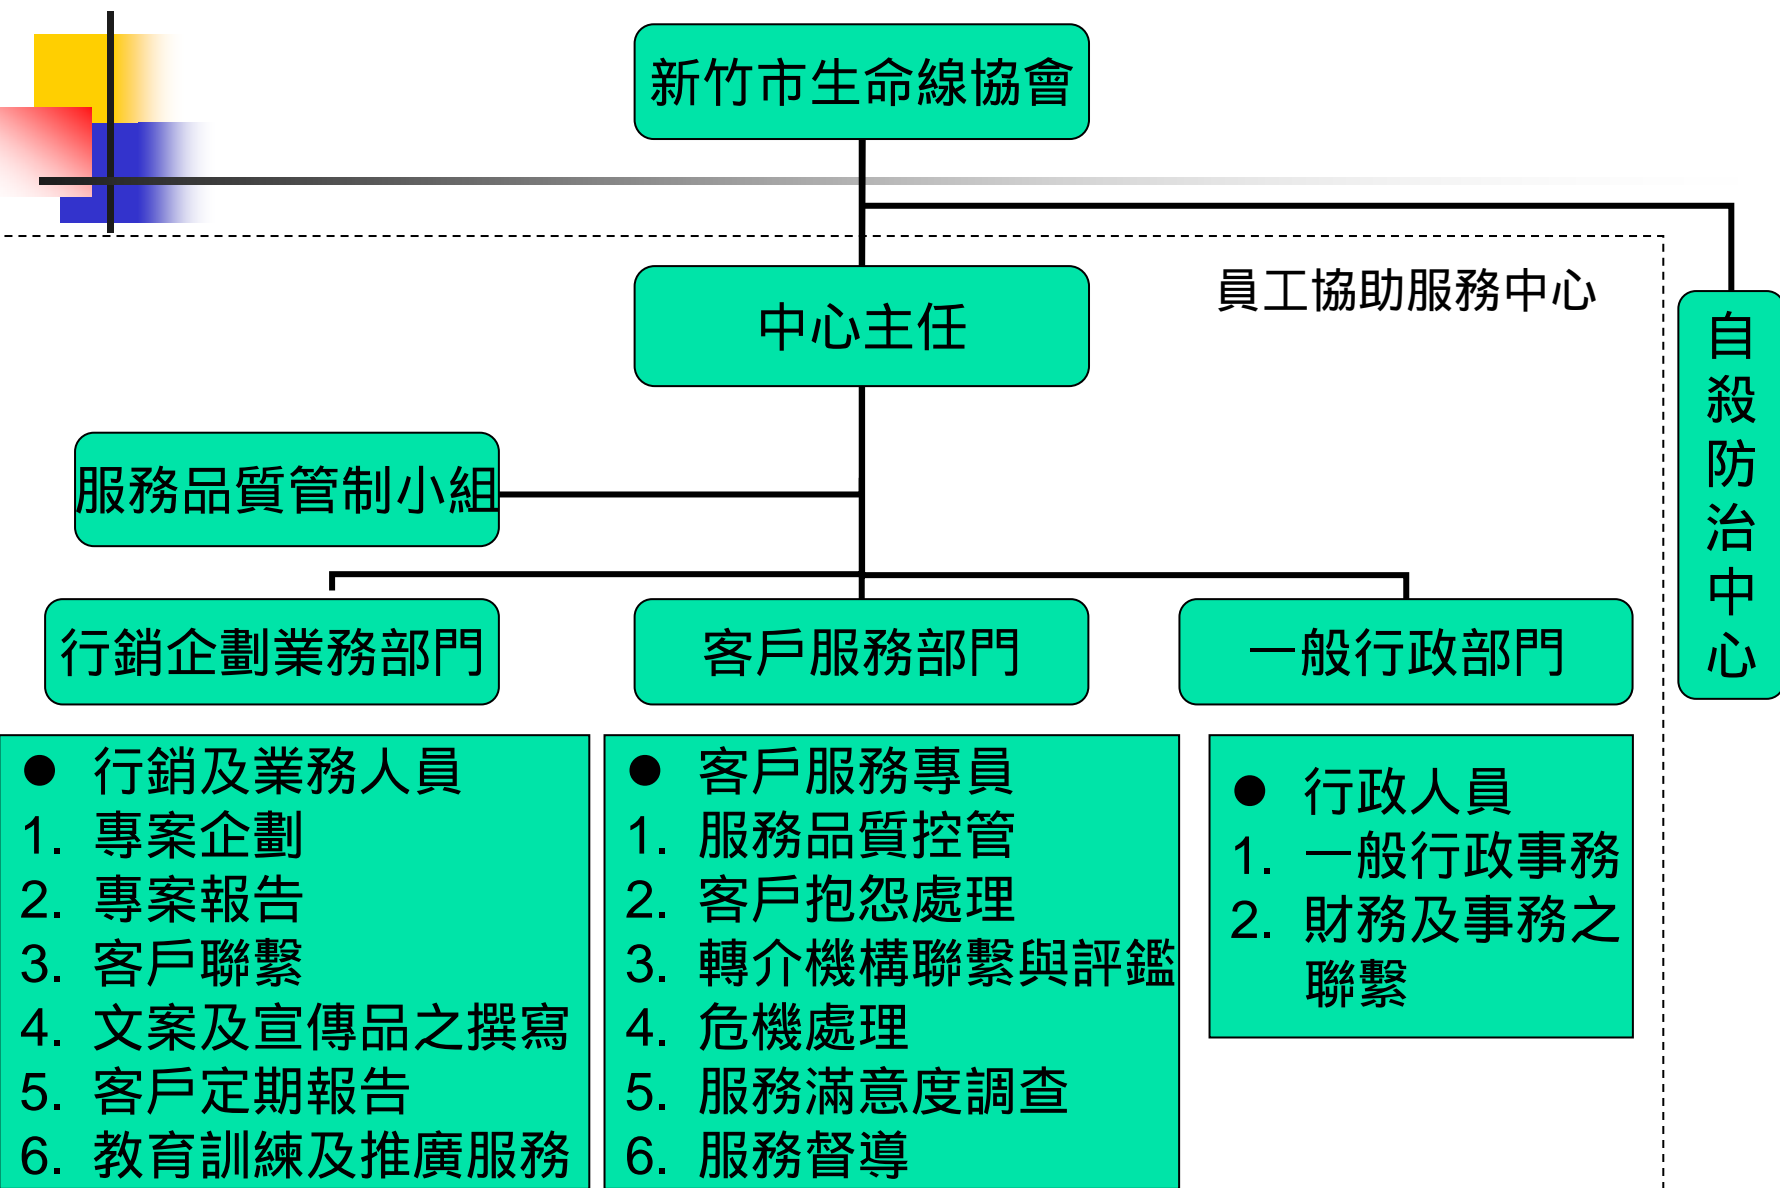 新竹市生命線協會
中心主任
員工協助服務中心
自殺防治中心
服務品質管制小組
行銷企劃業務部門
客戶服務部門
一般行政部門
● 行銷及業務人員
1. 專案企劃
2. 專案報告
3. 客戶聯繫
4. 文案及宣傳品之撰寫
5. 客戶定期報告
6. 教育訓練及推廣服務
● 客戶服務專員
1. 服務品質控管
2. 客戶抱怨處理
3. 轉介機構聯繫與評鑑
4. 危機處理
5. 服務滿意度調查
6. 服務督導
● 行政人員
1. 一般行政事務
2. 財務及事務之
聯繫